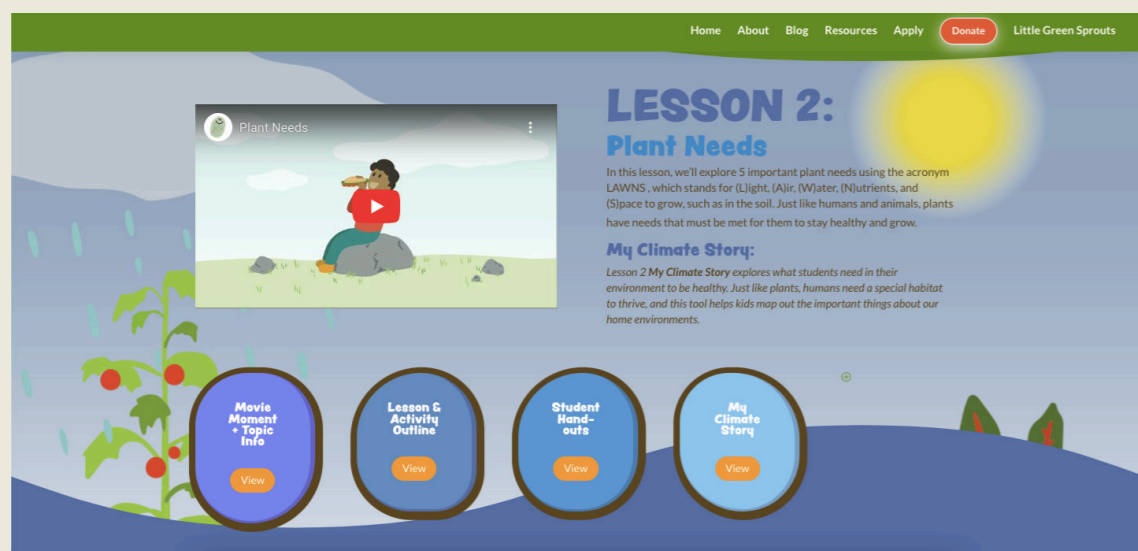 Home About Blog Resources Apply Donate Little Green Sprouts
Plant Needs
LESSON 2:
Plant Needs
In this lesson, we'll explore 5 important plant needs using the acronym
LAWNS , which stands for (L)ight, (A)ir, (W)ater, (N)utrients, and
(S)pace to grow, such as in the soil. Just like humans and animals, plants
have needs that must be met for them to stay healthy and grow.
My Climate Story:
Lesson 2 My Climate Story explores what students need in their
environment to be healthy. Just like plants, humans need a special habitat
to thrive, and this tool helps kids map out the important things about our
home environments.
Movie
Moment
+ Topic
Info
View
Lesson &
Activity
Outline
View
Student
Hand-
outs
View
My
Climate
Story
View